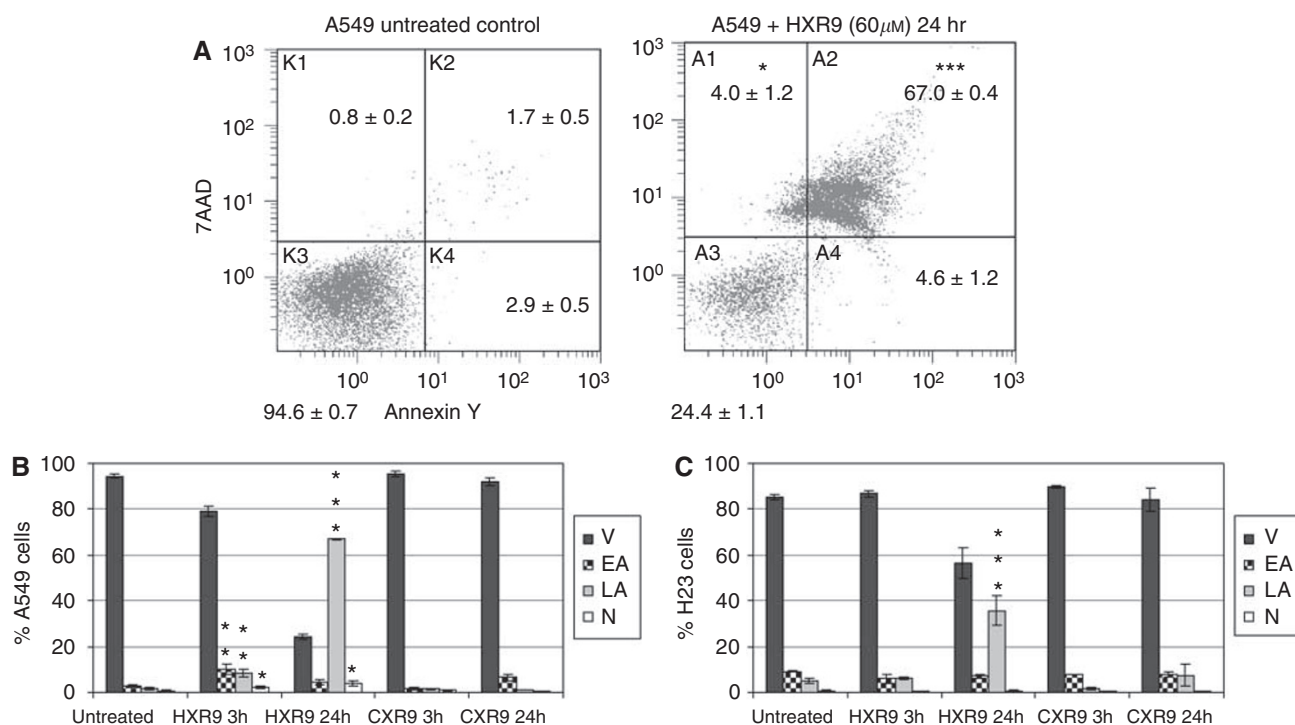 A549 untreated control
A549 + HXR9 (60µM) 24 hr
A
10³
10²
10¹
10⁰
7AAD
K1
K2
0.8 ± 0.2
1.7 ± 0.5
K3
K4
2.9 ± 0.5
10⁰ 10¹ 10² 10³
94.6 ± 0.7 Annexin Y
10³
10²
10¹
10⁰
A1
*
A2
***
4.0 ± 1.2
67.0 ± 0.4
A3
A4
4.6 ± 1.2
10⁰ 10¹ 10² 10³
24.4 ± 1.1
B
% A549 cells
100
80
60
40
20
0
* *
* *
*
* * *
*
Untreated HXR9 3h HXR9 24h CXR9 3h CXR9 24h
V
EA
LA
N
C
% H23 cells
100
80
60
40
20
0
* * *
Untreated HXR9 3h HXR9 24h CXR9 3h CXR9 24h
V
EA
LA
N